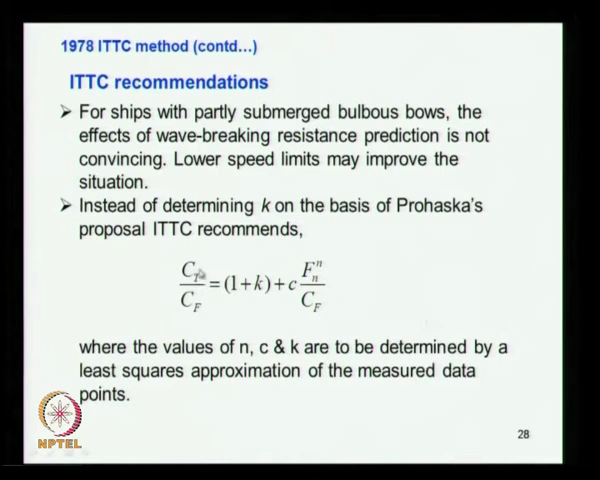 1978 ITTC method (contd...)
ITTC recommendations
➢ For ships with partly submerged bulbous bows, the
effects of wave-breaking resistance prediction is not
convincing. Lower speed limits may improve the
situation.
➢ Instead of determining k on the basis of Prohaska's
proposal ITTC recommends,
C_T/C_F = (1+k) + c F_n^n/C_F
where the values of n, c & k are to be determined by a
least squares approximation of the measured data
points.
NPTEL
28